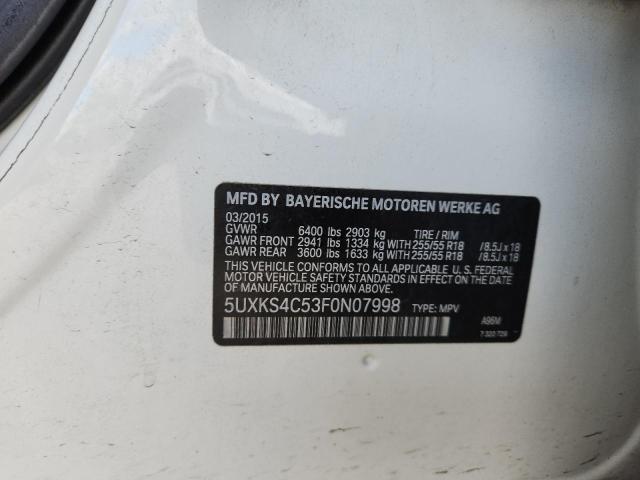 MFD BY BAYERISCHE MOTOREN WERKE AG
03/2015
GVWR 6400 lbs 2903 kg TIRE / RIM
GAWR FRONT 2941 lbs 1334 kg WITH 255/55 R18 / 8.5J x 18
GAWR REAR 3600 lbs 1633 kg WITH 255/55 R18 / 8.5J x 18
THIS VEHICLE CONFORMS TO ALL APPLICABLE U. S. FEDERAL
MOTOR VEHICLE SAFETY STANDARDS IN EFFECT ON THE DATE
OF MANUFACTURE SHOWN ABOVE.
5UXKS4C53F0N07998 TYPE: MPV
A96M
7 320 729